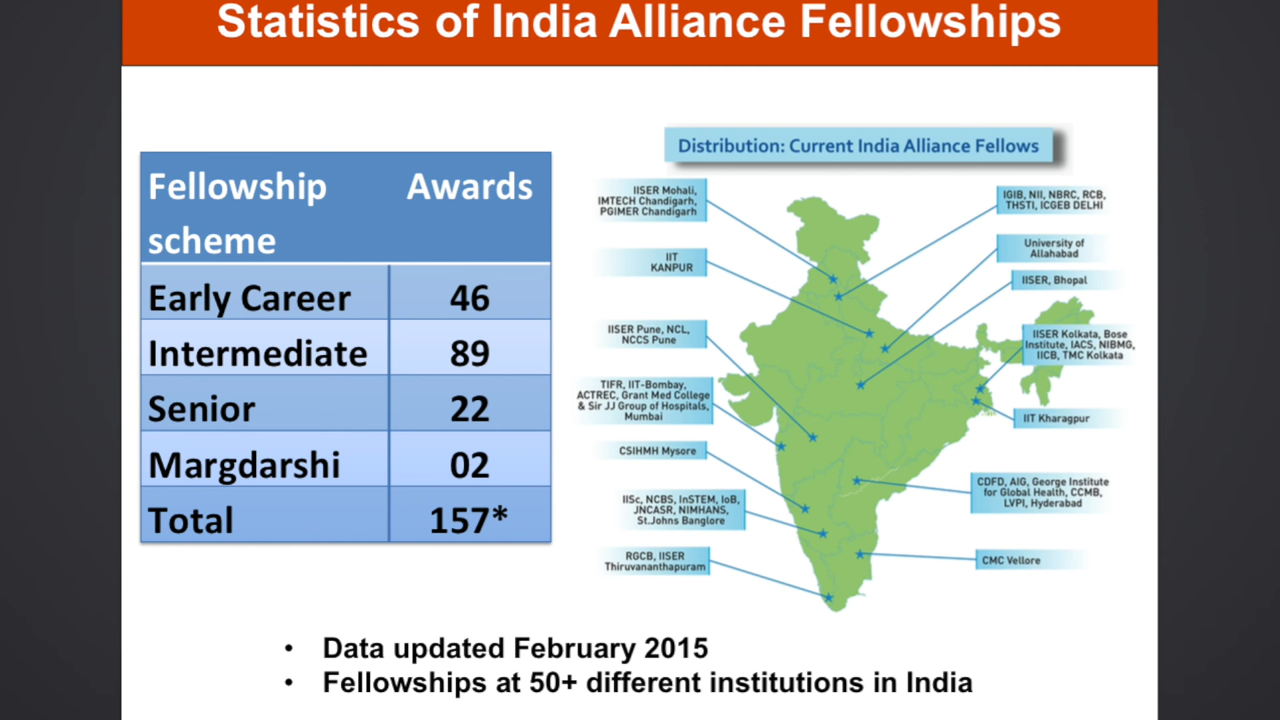 Statistics of India Alliance Fellowships
Fellowship Awards
scheme
Early Career 46
Intermediate 89
Senior 22
Margdarshi 02
Total 157*
Distribution: Current India Alliance Fellows
IISER Mohali,
IMTECH Chandigarh,
PGIMER Chandigarh
IIT
KANPUR
IISER Pune, NCL,
NCCS Pune
TIFR, IIT-Bombay,
ACTREC, Grant Med College
& Sir JJ Group of Hospitals,
Mumbai
CSIHMH Mysore
IISc, NCBS, InSTEM, IoB,
JNCASR, NIMHANS,
St.Johns Banglore
RGCB, IISER
Thiruvananthapuram
IGIB, NII, NBRC, RCB,
THSTI, ICGEB DELHI
University of
Allahabad
IISER, Bhopal
IISER Kolkata, Bose
Institute, IACS, NIBMG,
IICB, TMC Kolkata
IIT Kharagpur
CDFD, AIG, George Institute
for Global Health, CCMB,
LVPI, Hyderabad
CMC Vellore
• Data updated February 2015
• Fellowships at 50+ different institutions in India